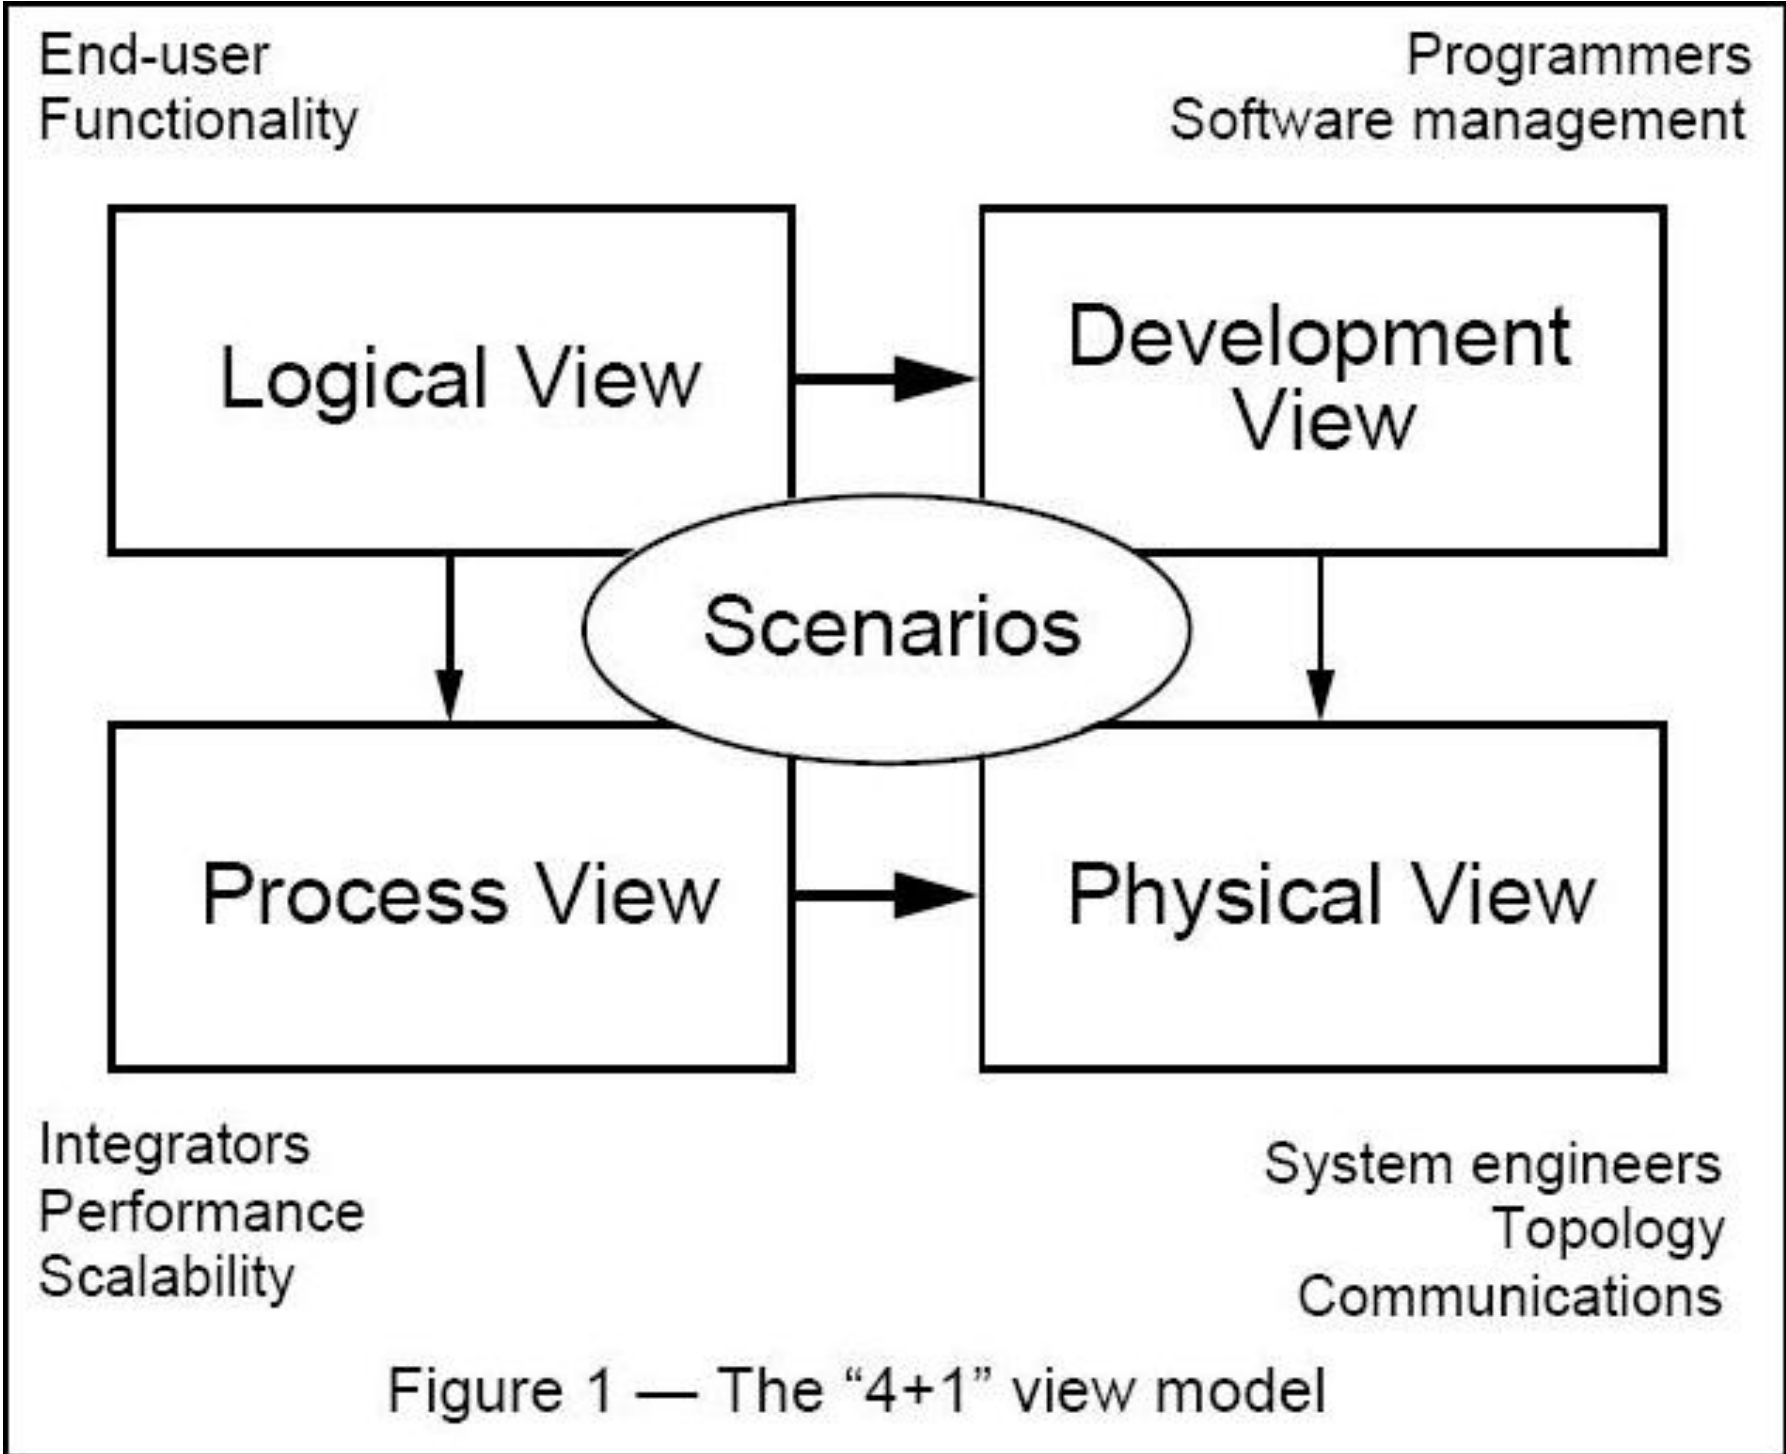 End-user
Functionality
Programmers
Software management
Logical View
Development
View
Scenarios
Process View
Physical View
Integrators
Performance
Scalability
System engineers
Topology
Communications
Figure 1 — The “4+1” view model